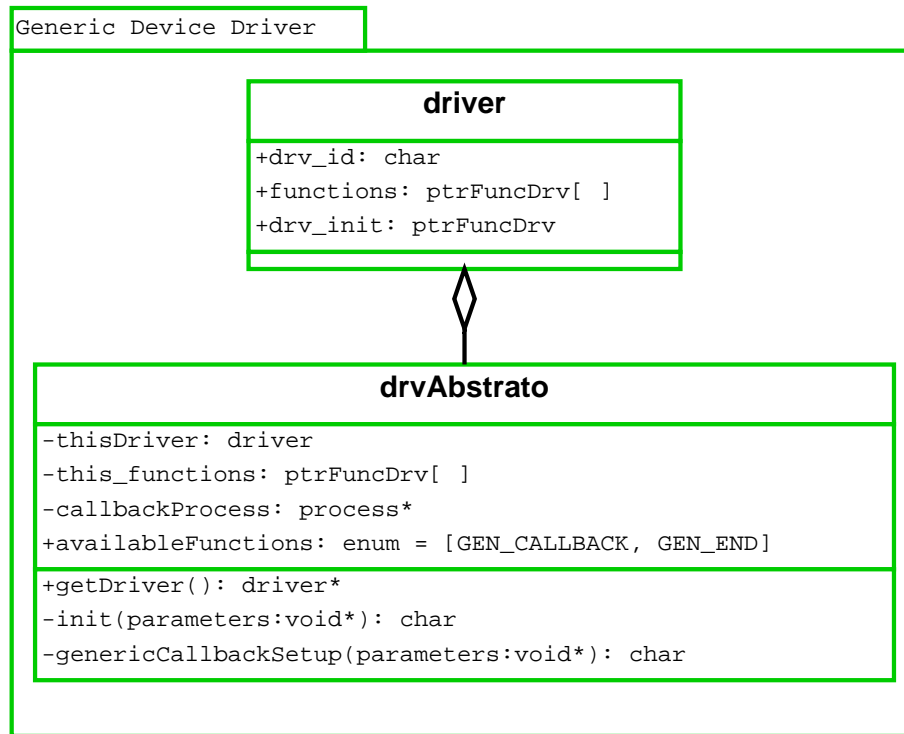 Generic Device Driver
driver
+drv_id: char
+functions: ptrFuncDrv[ ]
+drv_init: ptrFuncDrv
drvAbstrato
-thisDriver: driver
-this_functions: ptrFuncDrv[ ]
-callbackProcess: process*
+availableFunctions: enum = [GEN_CALLBACK, GEN_END]
+getDriver(): driver*
-init(parameters:void*): char
-genericCallbackSetup(parameters:void*): char